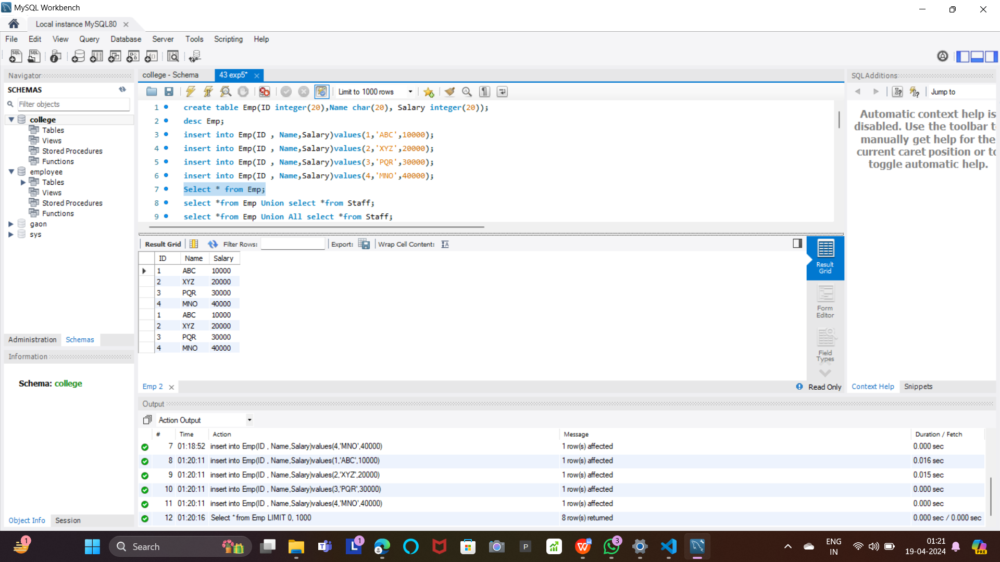 MySQL Workbench
Local instance MySQL80
File Edit View Query Database Server Tools Scripting Help
Navigator
SCHEMAS
Filter objects
college
Tables
Views
Stored Procedures
Functions
employee
Tables
Views
Stored Procedures
Functions
gaon
sys
Administration Schemas
Information
Schema: college
Object Info Session
college - Schema 43 exp5*
Limit to 1000 rows
1 create table Emp(ID integer(20),Name char(20), Salary integer(20));
2 desc Emp;
3 insert into Emp(ID , Name,Salary)values(1,'ABC',10000);
4 insert into Emp(ID , Name,Salary)values(2,'XYZ',20000);
5 insert into Emp(ID , Name,Salary)values(3,'PQR',30000);
6 insert into Emp(ID , Name,Salary)values(4,'MNO',40000);
7 Select * from Emp;
8 select *from Emp Union select *from Staff;
9 select *from Emp Union All select *from Staff;
Result Grid Filter Rows: Export: Wrap Cell Content:
ID Name Salary
1 ABC 10000
2 XYZ 20000
3 PQR 30000
4 MNO 40000
1 ABC 10000
2 XYZ 20000
3 PQR 30000
4 MNO 40000
Result
Grid
Form
Editor
Field
Types
Emp 2
Read Only
SQLAdditions
Jump to
Automatic context help is
disabled. Use the toolbar t
manually get help for the
current caret position or to
toggle automatic help.
Context Help Snippets
Output
Action Output
# Time Action Message Duration / Fetch
7 01:18:52 insert into Emp(ID , Name,Salary)values(4,'MNO',40000) 1 row(s) affected 0.000 sec
8 01:20:11 insert into Emp(ID , Name,Salary)values(1,'ABC',10000) 1 row(s) affected 0.016 sec
9 01:20:11 insert into Emp(ID , Name,Salary)values(2,'XYZ',20000) 1 row(s) affected 0.015 sec
10 01:20:11 insert into Emp(ID , Name,Salary)values(3,'PQR',30000) 1 row(s) affected 0.000 sec
11 01:20:11 insert into Emp(ID , Name,Salary)values(4,'MNO',40000) 1 row(s) affected 0.000 sec
12 01:20:16 Select * from Emp LIMIT 0, 1000 8 row(s) returned 0.000 sec / 0.000 sec
1
Search
1
3
ENG
IN
01:21
19-04-2024
PRE